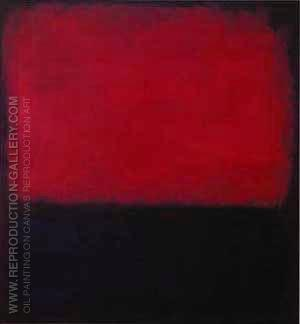 WWW.REPRODUCTION-GALLERY.COM
OIL PAINTING ON CANVAS REPRODUCTION ART